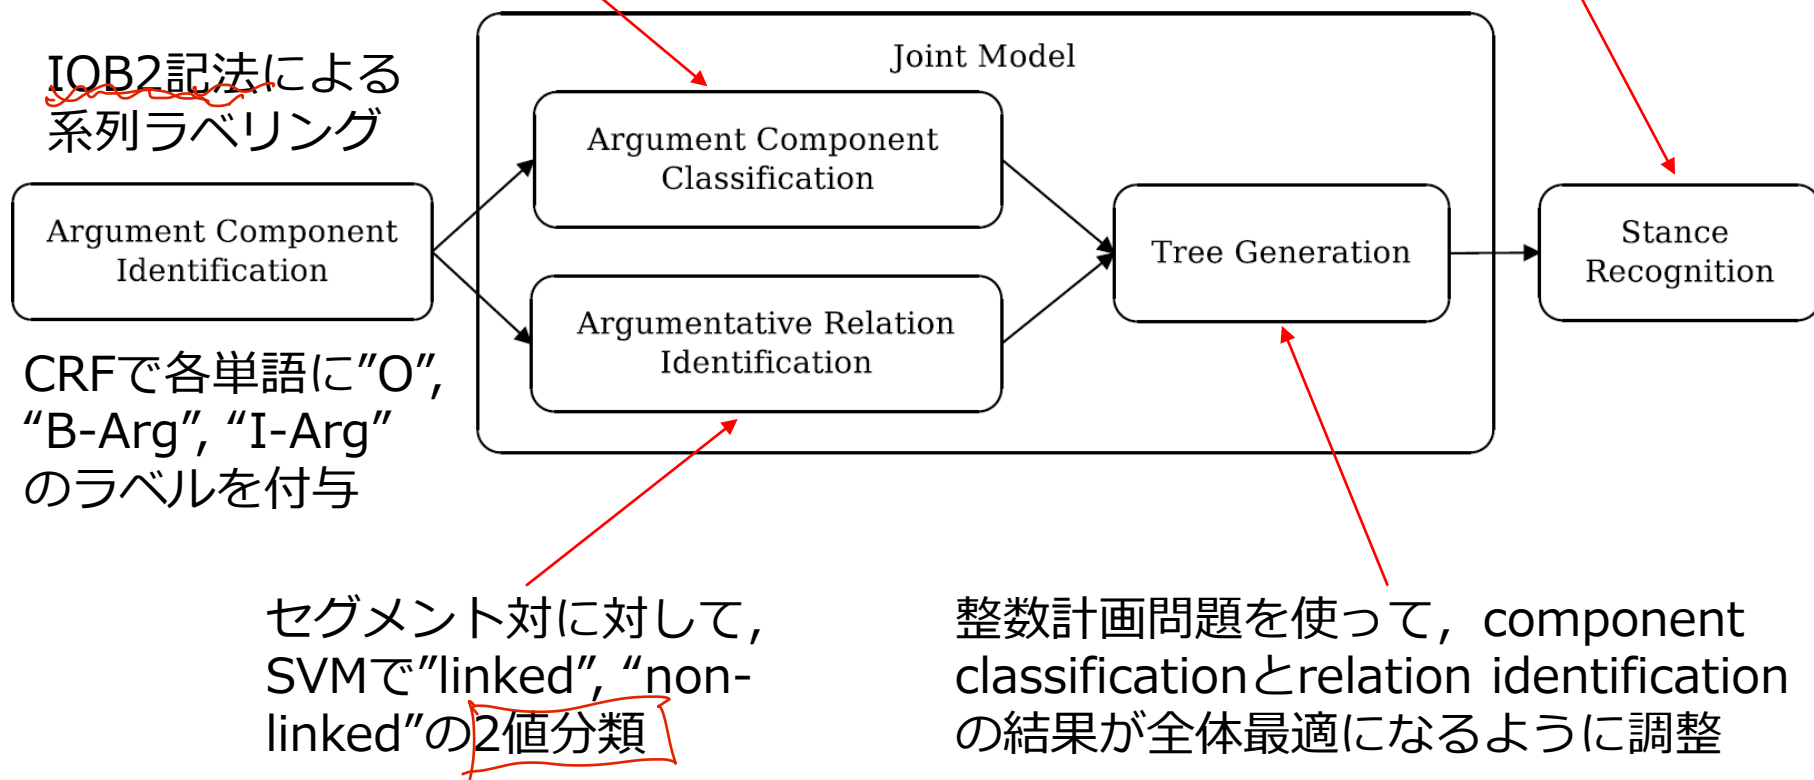 Joint Model
IOB2記法による
系列ラベリング
Argument Component
Classification
Argument Component
Identification
Tree Generation
Stance
Recognition
Argumentative Relation
Identification
CRFで各単語に”O”,
“B-Arg”, “I-Arg”
のラベルを付与
セグメント対に対して,
SVMで”linked”, “non-
linked”の2値分類
整数計画問題を使って，component
classificationとrelation identification
の結果が全体最適になるように調整